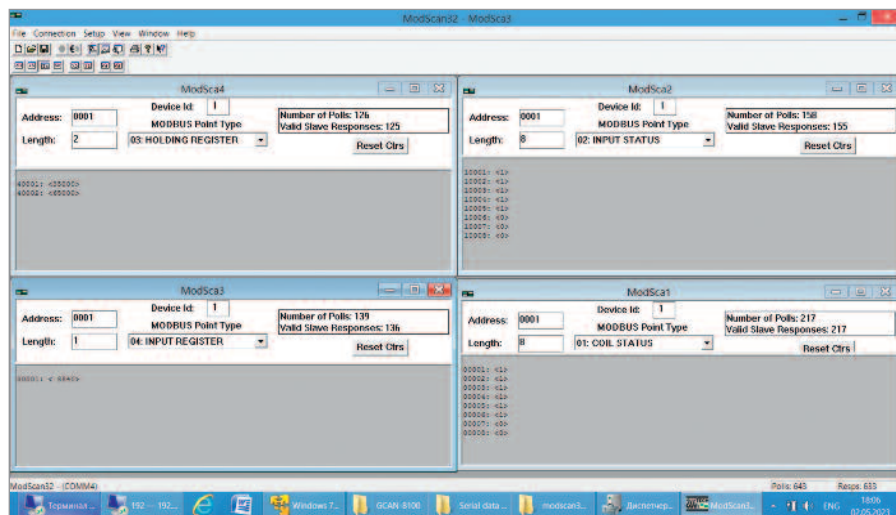 ModScan32 - ModSca3
File Connection Setup View Window Help
ModSca4
Address: 0001
Device Id: 1
MODBUS Point Type
Length: 2
03: HOLDING REGISTER
Number of Polls: 126
Valid Slave Responses: 125
Reset Ctrs
40001:
40002:
ModSca2
Address: 0001
Device Id: 1
MODBUS Point Type
Length: 8
02: INPUT STATUS
Number of Polls: 158
Valid Slave Responses: 155
Reset Ctrs
10001: <1>
10002: <1>
10003: <1>
10004: <1>
10005: <1>
10006: <0>
10007: <0>
10008: <0>
ModSca3
Address: 0001
Device Id: 1
MODBUS Point Type
Length: 1
04: INPUT REGISTER
Number of Polls: 139
Valid Slave Responses: 136
Reset Ctrs
30001:
ModSca1
Address: 0001
Device Id: 1
MODBUS Point Type
Length: 8
01: COIL STATUS
Number of Polls: 217
Valid Slave Responses: 217
Reset Ctrs
00001: <1>
00002: <1>
00003: <1>
00004: <1>
00005: <1>
00006: <1>
00007: <0>
00008: <0>
ModScan32 - (COMM4)
Polls: 643
Resps: 633
Терминал ...
192 -- 192...
Windows 7...
GCAN-8100
Serial data ...
modscan3...
Диспетчер...
ModScan3...
ENG
18:06
02.05.2021